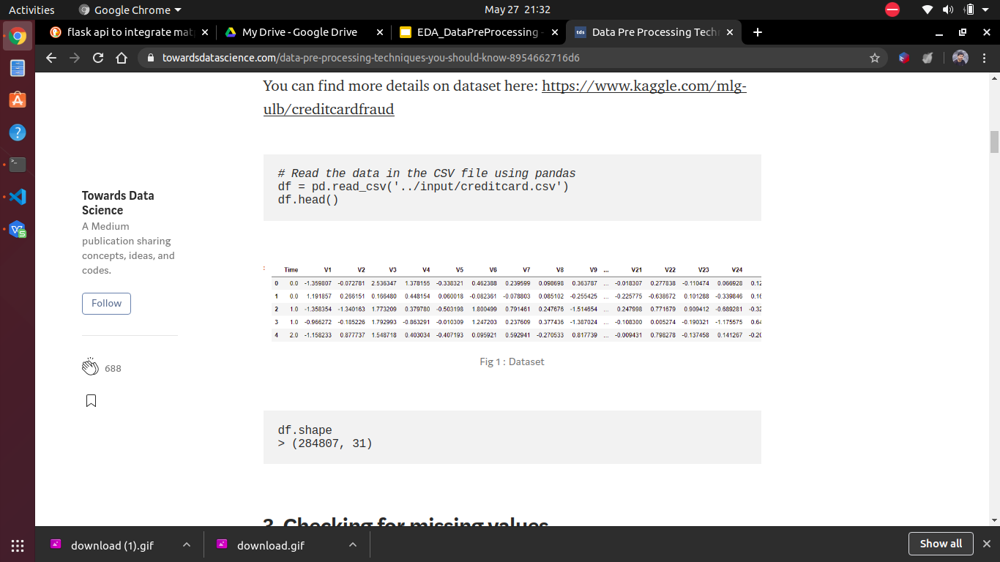 Activities
Google Chrome
May 27 21:32
flask api to integrate mat
My Drive - Google Drive
EDA_DataPreProcessing -
tds
Data Pre Processing Tech
towardsdatascience.com/data-pre-processing-techniques-you-should-know-8954662716d6
You can find more details on dataset here: https://www.kaggle.com/mlg-
ulb/creditcardfraud
# Read the data in the CSV file using pandas
df = pd.read_csv('../input/creditcard.csv')
df.head()
Towards Data
Science
A Medium
publication sharing
concepts, ideas, and
codes.
Follow
688
Time V1 V2 V3 V4 V5 V6 V7 V8 V9 ... V21 V22 V23 V24
0 0.0 -1.359807 -0.072781 2.536347 1.378155 -0.338321 0.462388 0.239599 0.098698 0.363787 ... -0.018307 0.277838 -0.110474 0.066928 0.12
1 0.0 1.191857 0.266151 0.166480 0.448154 0.060018 -0.082361 -0.078803 0.085102 -0.255425 ... -0.225775 -0.638672 0.101288 -0.339846 0.16
2 1.0 -1.358354 -1.340163 1.773209 0.379780 -0.503198 1.800499 0.791461 0.247676 -1.514654 ... 0.247998 0.771679 0.909412 -0.689281 -0.32
3 1.0 -0.966272 -0.185226 1.792993 -0.863291 -0.010309 1.247203 0.237609 0.377436 -1.387024 ... -0.108300 0.005274 -0.190321 -1.175575 0.64
4 2.0 -1.158233 0.877737 1.548718 0.403034 -0.407193 0.095921 0.592941 -0.270533 0.817739 ... -0.009431 0.798278 -0.137458 0.141267 -0.20
Fig 1 : Dataset
df.shape
> (284807, 31)
3. Checking for missing values
download (1).gif
download.gif
Show all